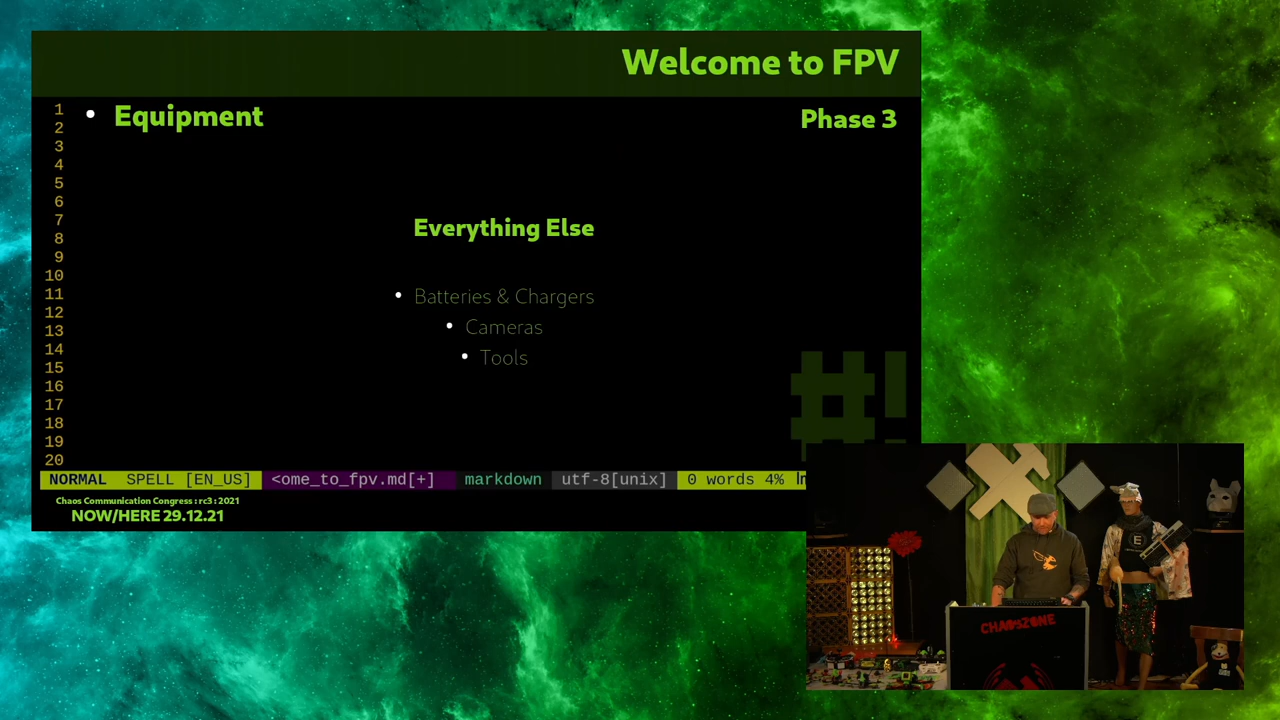 Welcome to FPV
1
2
3
4
5
6
7
8
9
10
11
12
13
14
15
16
17
18
19
20
• Equipment
Phase 3
Everything Else
• Batteries & Chargers
• Cameras
• Tools
#!
NORMAL SPELL [EN_US] <ome_to_fpv.md[+] markdown utf-8[unix] 0 words 4% ln
Chaos Communication Congress : rc3 : 2021
NOW/HERE 29.12.21
E
CHAOSZONE